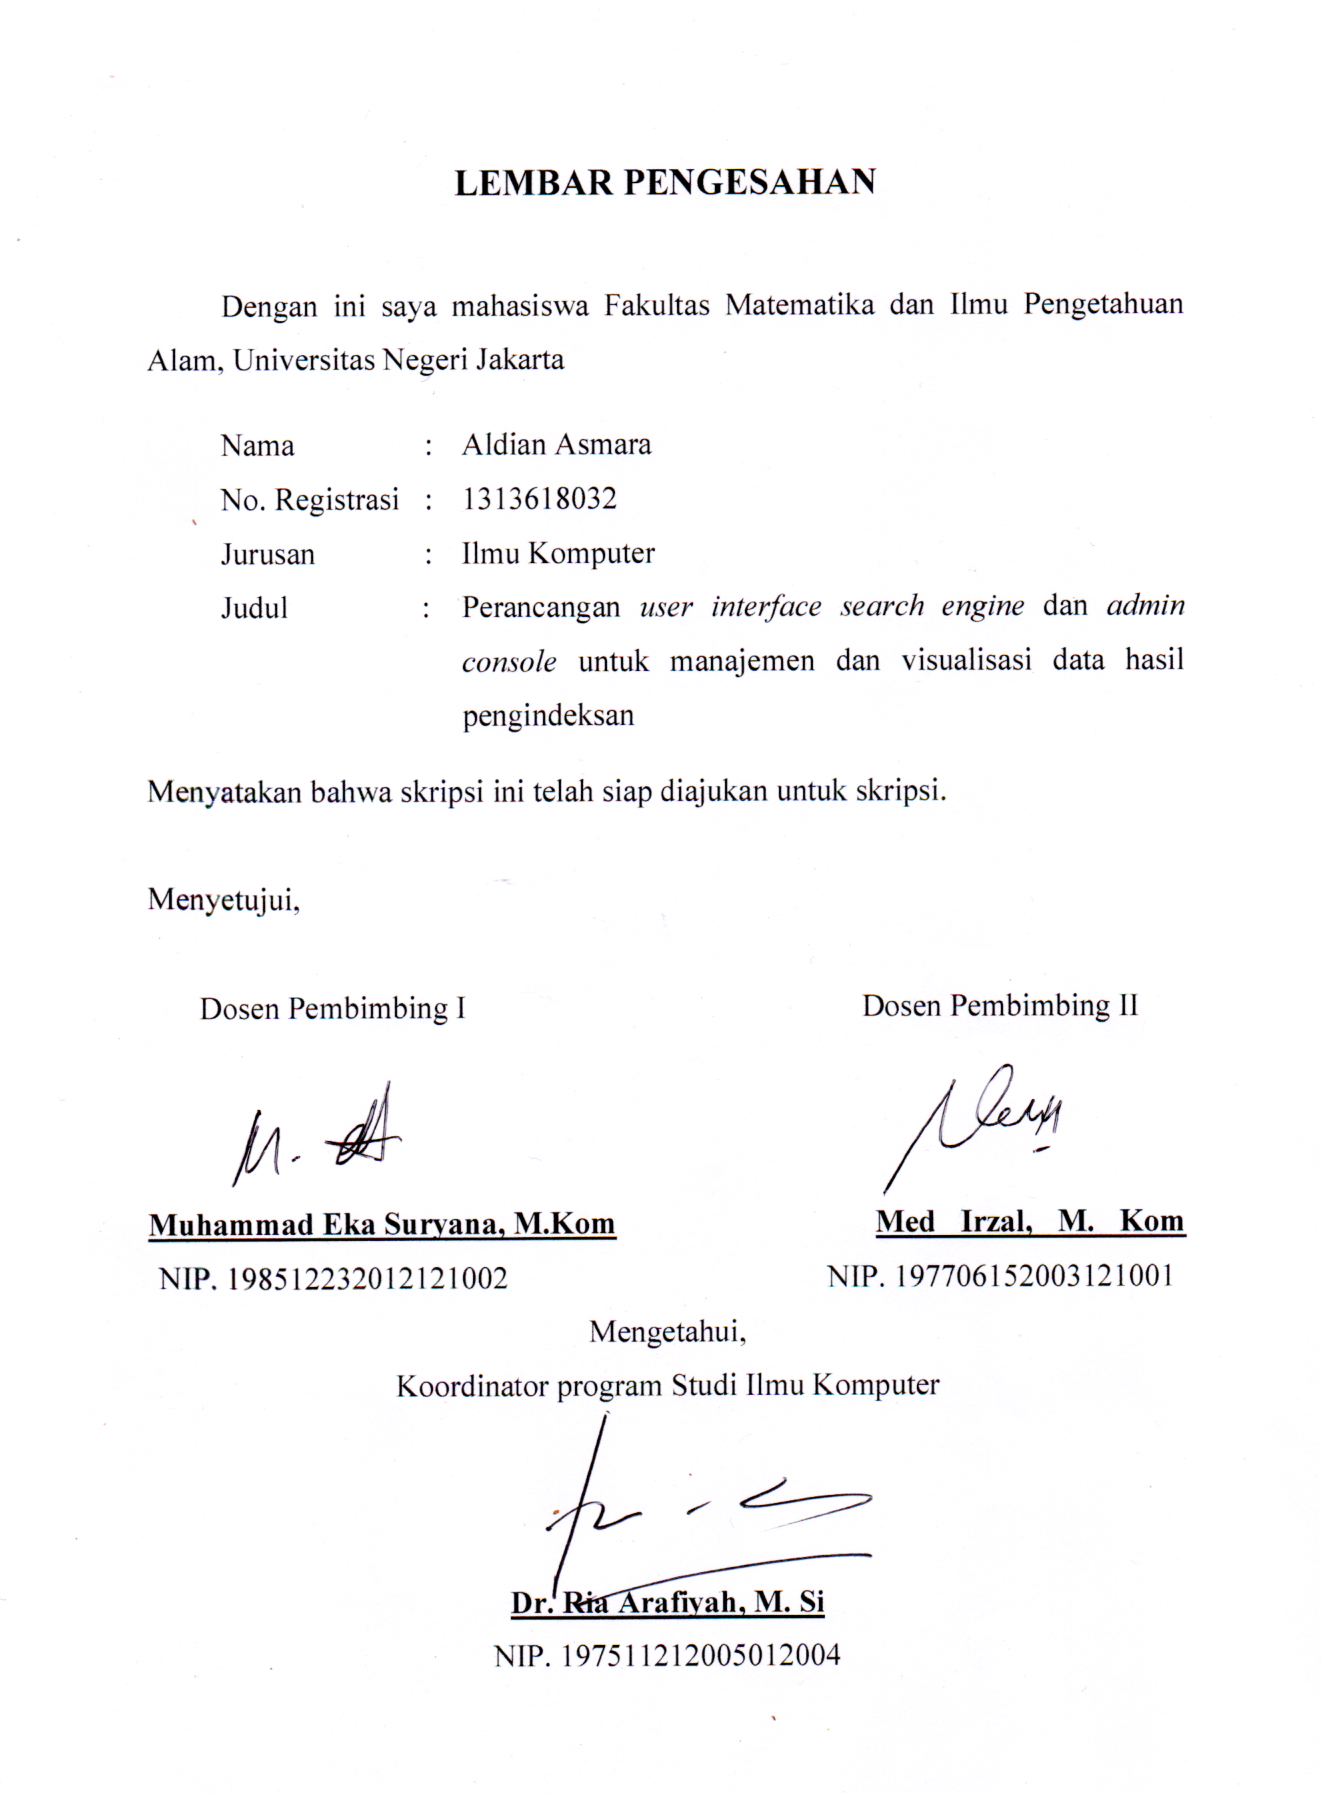 LEMBAR PENGESAHAN
Dengan ini saya mahasiswa Fakultas Matematika dan Ilmu Pengetahuan
Alam, Universitas Negeri Jakarta
Nama : Aldian Asmara
No. Registrasi : 1313618032
Jurusan : Ilmu Komputer
Judul : Perancangan user interface search engine dan admin
console untuk manajemen dan visualisasi data hasil
pengindeksan
Menyatakan bahwa skripsi ini telah siap diajukan untuk skripsi.
Menyetujui,
Dosen Pembimbing I Dosen Pembimbing II
Muhammad Eka Suryana, M.Kom Med Irzal, M. Kom
NIP. 198512232012121002 NIP. 197706152003121001
Mengetahui,
Koordinator program Studi Ilmu Komputer
Dr. Ria Arafiyah, M. Si
NIP. 197511212005012004